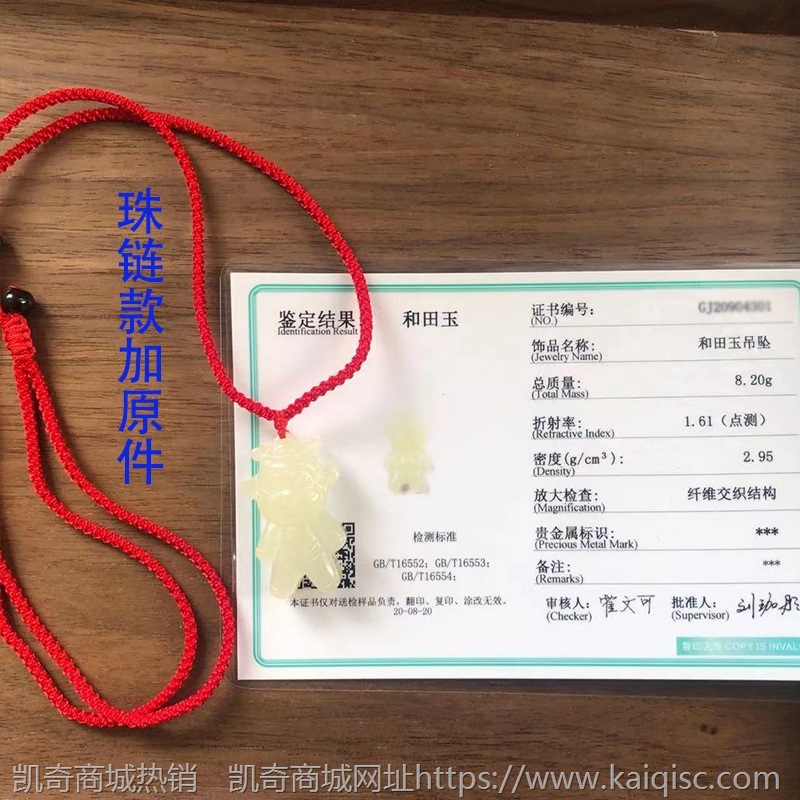 珠链款加原件
鉴定结果 和田玉
Identification Result
证书编号: GJ20904301
(NO.)
饰品名称: 和田玉吊坠
(Jewelry Name)
总质量: 8.20g
(Total Mass)
折射率: 1.61（点测）
(Refractive Index)
密度(g/cm³): 2.95
(Density)
放大检查: 纤维交织结构
(Magnification)
贵金属标识: ***
(Precious Metal Mark)
备注: ***
(Remarks)
审核人:
(Checker)
批准人:
(Supervisor)
检测标准
GB/T16552; GB/T16553;
GB/T16554;
本证书仅对送检样品负责，翻印、复印、涂改无效。
20-08-20
复印无效 COPY IS INVALI
凯奇商城热销 凯奇商城网址https://www.kaiqisc.com